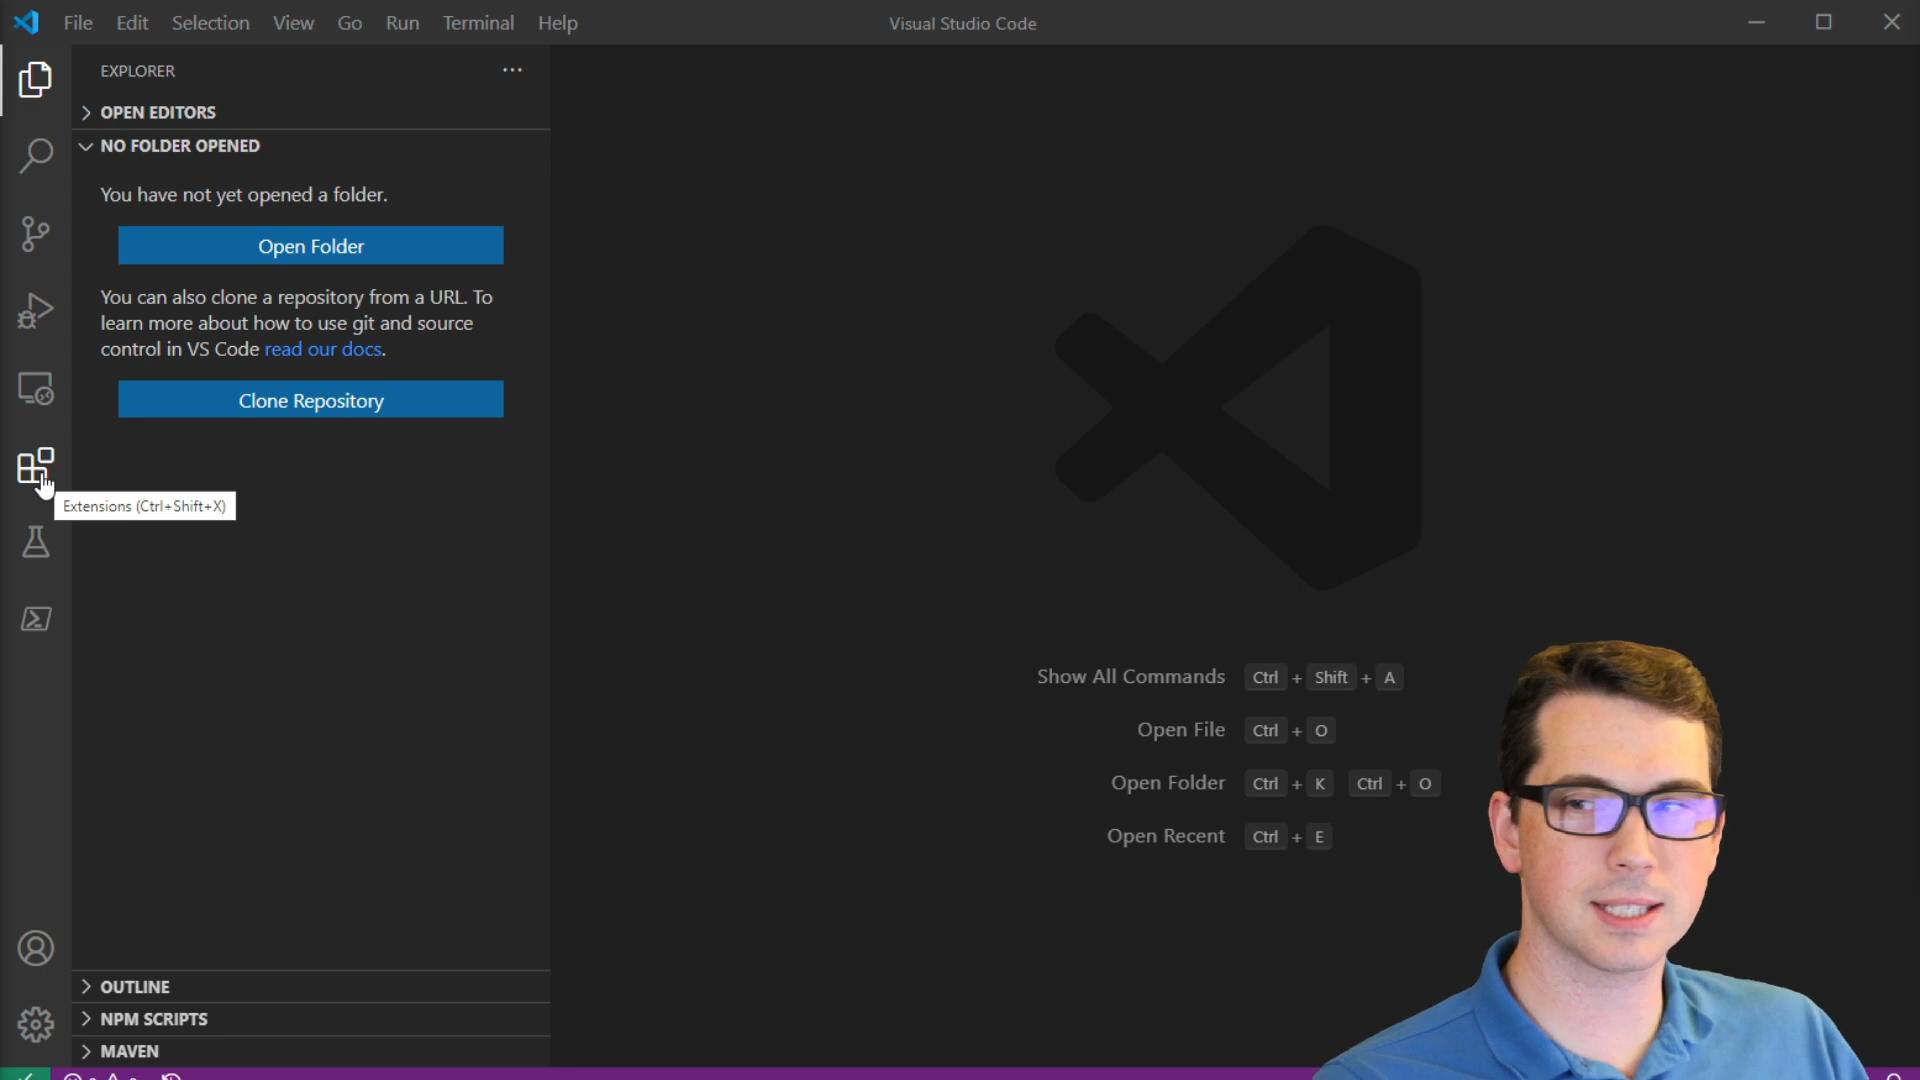 File Edit Selection View Go Run Terminal Help
Visual Studio Code
EXPLORER
OPEN EDITORS
NO FOLDER OPENED
You have not yet opened a folder.
Open Folder
You can also clone a repository from a URL. To
learn more about how to use git and source
control in VS Code read our docs.
Clone Repository
Extensions (Ctrl+Shift+X)
Show All Commands Ctrl + Shift + A
Open File Ctrl + O
Open Folder Ctrl + K Ctrl + O
Open Recent Ctrl + E
OUTLINE
NPM SCRIPTS
MAVEN